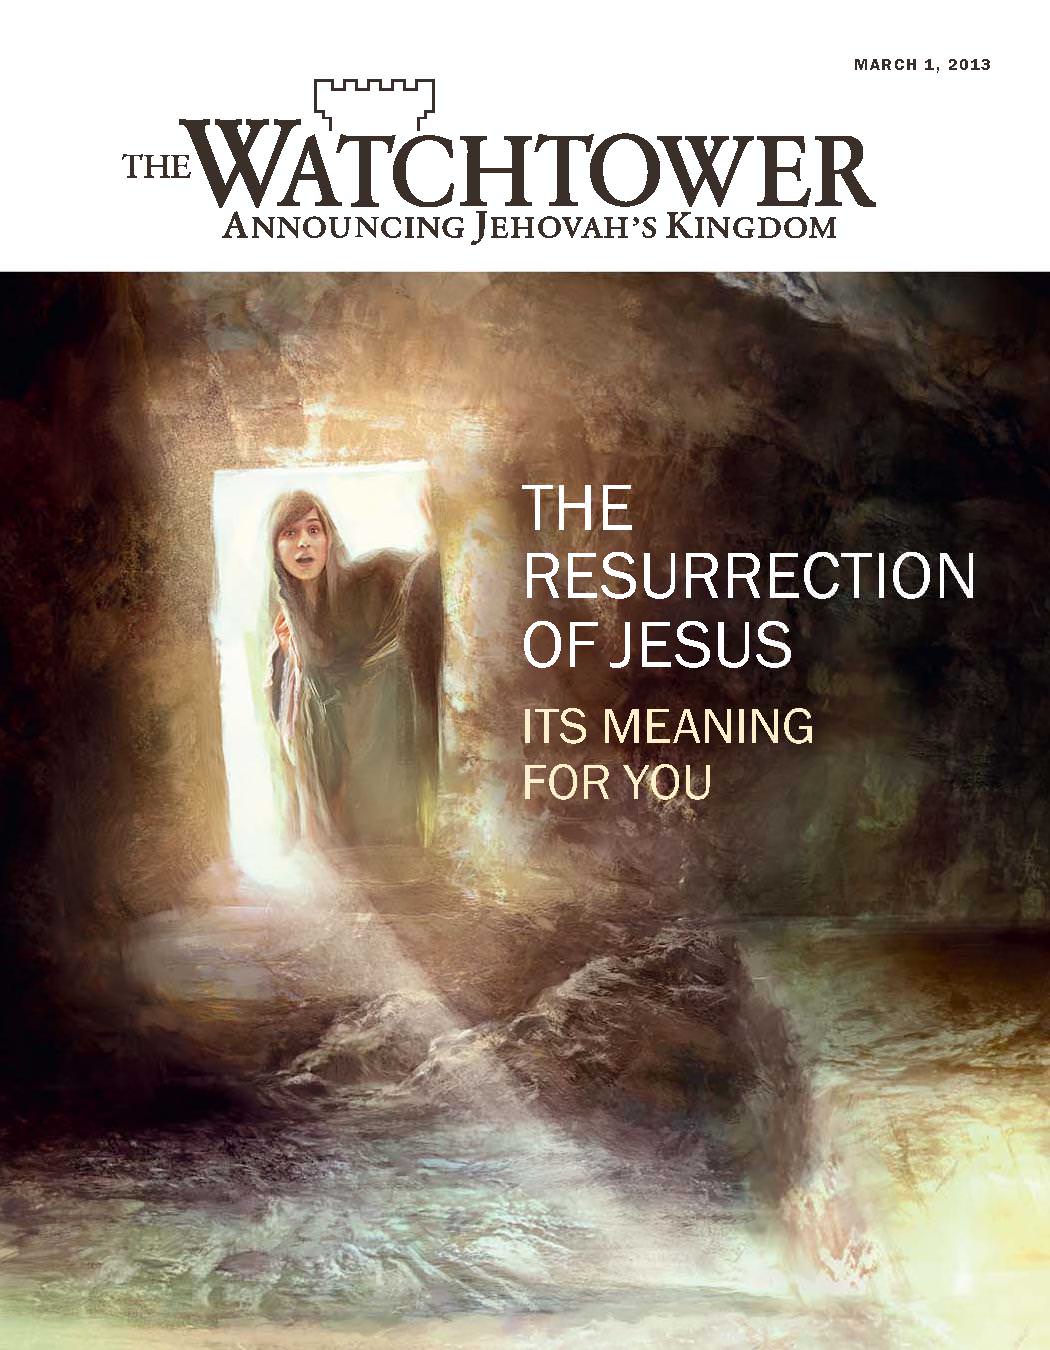 MARCH 1, 2013
THE WATCHTOWER
ANNOUNCING JEHOVAH’S KINGDOM
THE
RESURRECTION
OF JESUS
ITS MEANING
FOR YOU